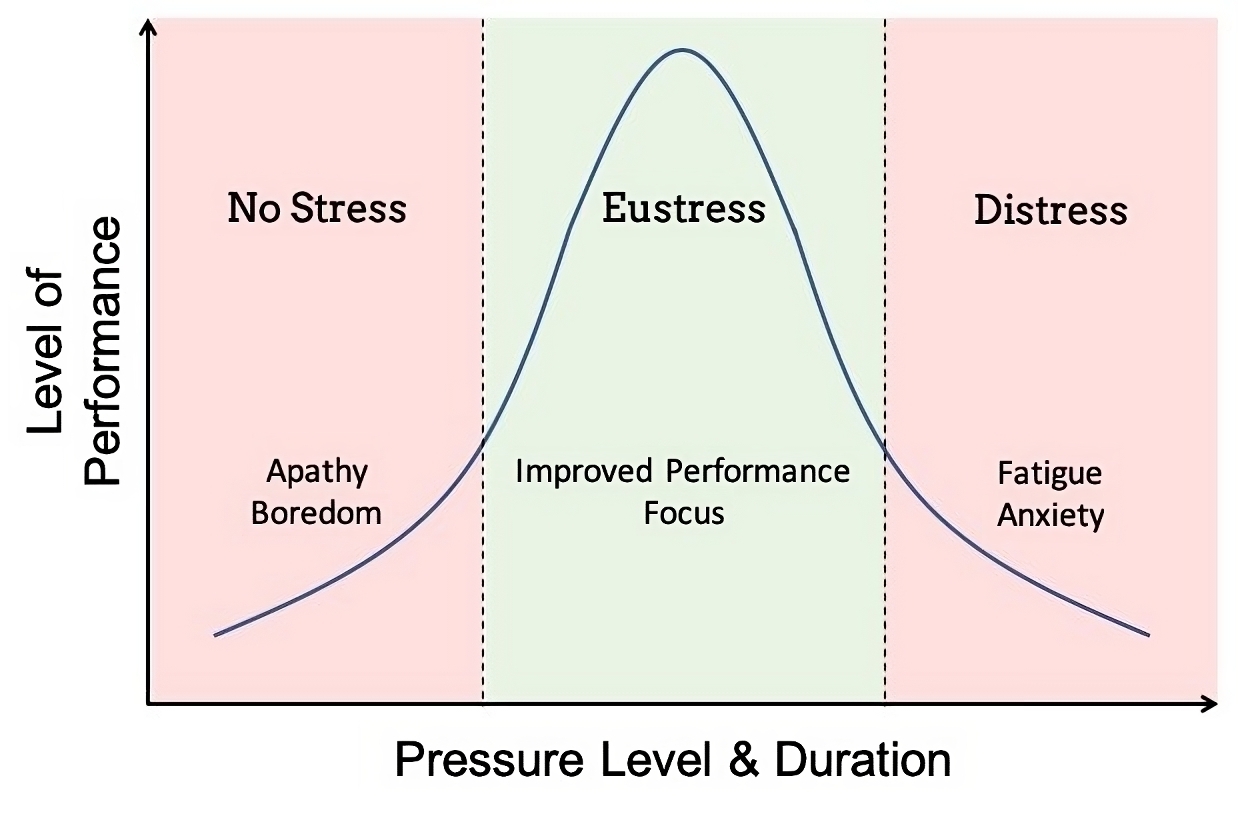 Level of
Performance
No Stress
Eustress
Distress
Apathy
Boredom
Improved Performance
Focus
Fatigue
Anxiety
Pressure Level & Duration